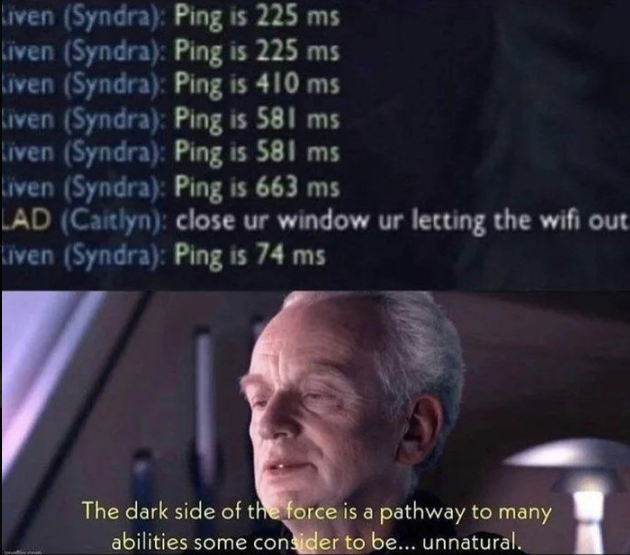 iven (Syndra): Ping is 225 ms
iven (Syndra): Ping is 225 ms
iven (Syndra): Ping is 410 ms
iven (Syndra): Ping is 581 ms
iven (Syndra): Ping is 581 ms
iven (Syndra): Ping is 663 ms
LAD (Caitlyn): close ur window ur letting the wifi out
iven (Syndra): Ping is 74 ms
The dark side of the force is a pathway to many
abilities some consider to be... unnatural.